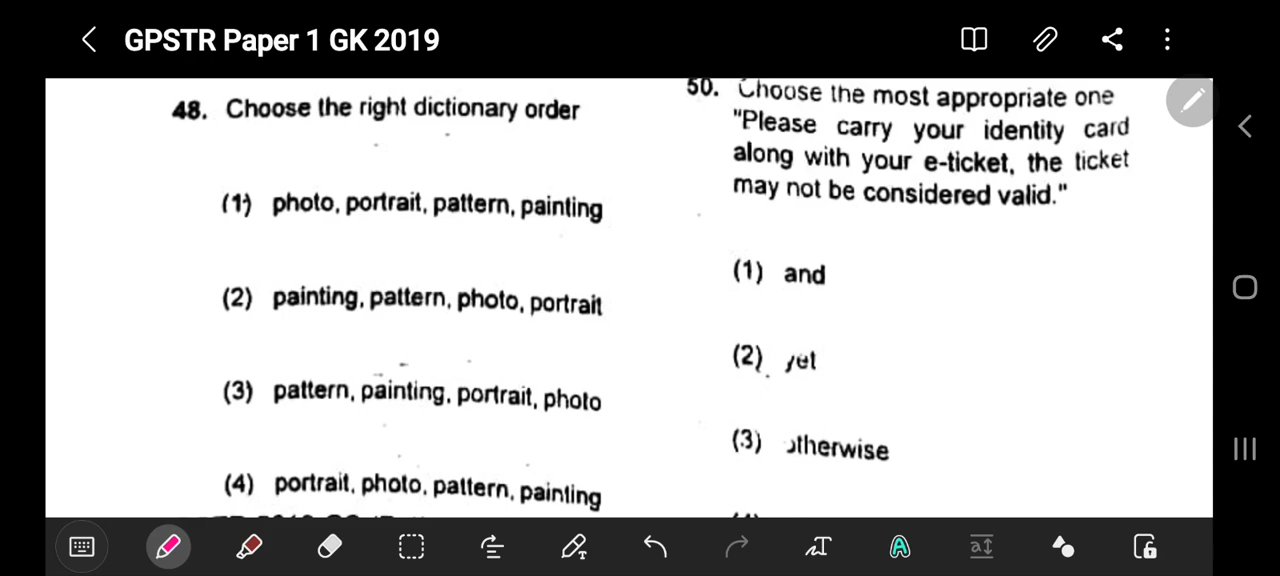 GPSTR Paper 1 GK 2019
48. Choose the right dictionary order
(1) photo, portrait, pattern, painting
(2) painting, pattern, photo, portrait
(3) pattern, painting, portrait, photo
(4) portrait, photo, pattern, painting
50. Choose the most appropriate one
"Please carry your identity card
along with your e-ticket, the ticket
may not be considered valid."
(1) and
(2) yet
(3) otherwise